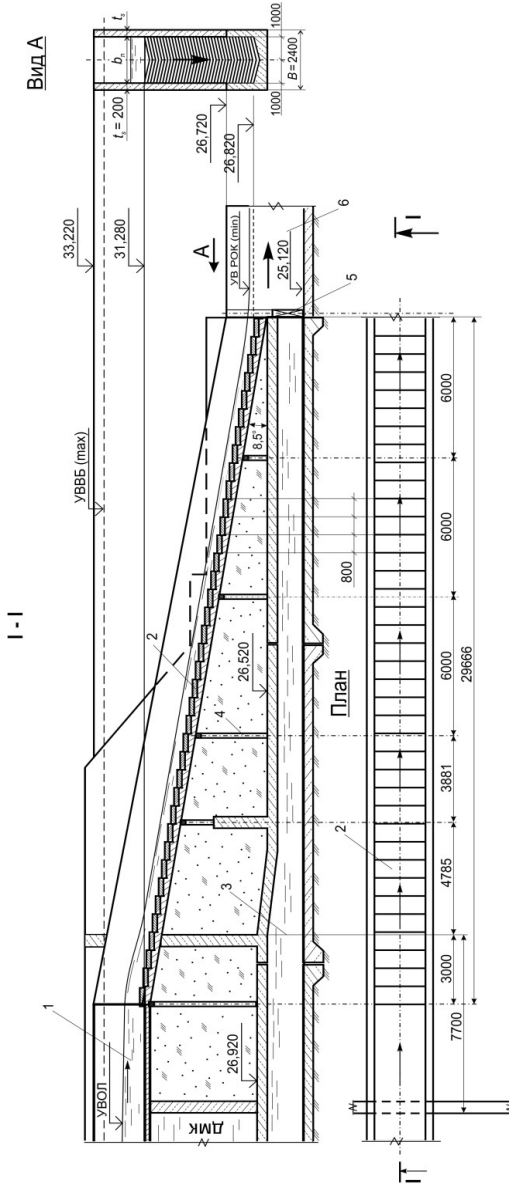 I - I
Вид А
tₛ = 200
bₙ
tₛ
1000
B = 2400
1000
33,220
УВВБ (max)
31,280
26,720
26,820
А
УВОЛ
1
2
УВ РОК (min)
25,120
6
5
8,5°
4
3
26,520
26,920
ДМК
800
План
2
I
I
3000
4785
3881
6000
6000
6000
7700
29666